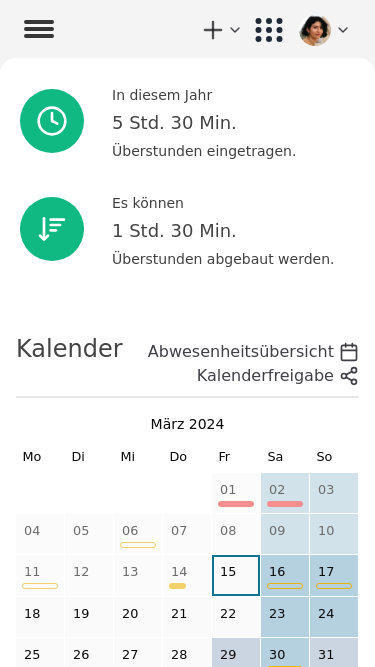 In diesem Jahr
5 Std. 30 Min.
Überstunden eingetragen.
Es können
1 Std. 30 Min.
Überstunden abgebaut werden.
Kalender
Abwesenheitsübersicht
Kalenderfreigabe
März 2024
Mo Di Mi Do Fr Sa So
01 02 03
04 05 06 07 08 09 10
11 12 13 14 15 16 17
18 19 20 21 22 23 24
25 26 27 28 29 30 31